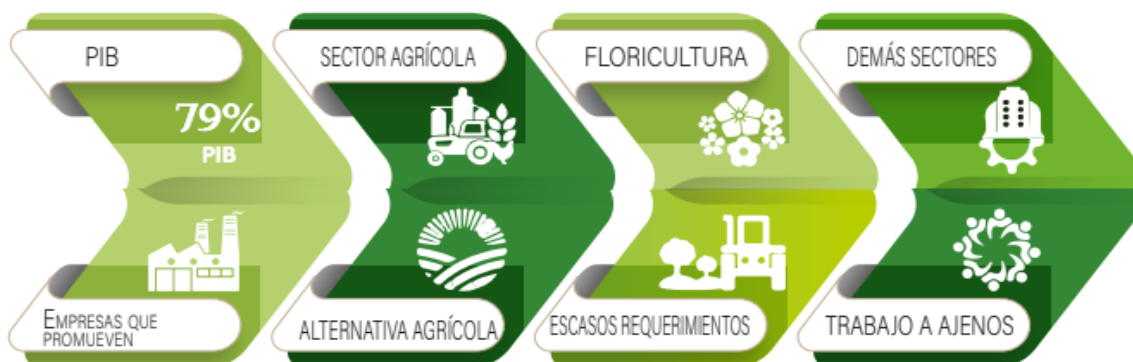 PIB
SECTOR AGRÍCOLA
FLORICULTURA
DEMÁS SECTORES
79%
PIB
EMPRESAS QUE
PROMUEVEN
ALTERNATIVA AGRÍCOLA
ESCASOS REQUERIMIENTOS
TRABAJO A AJENOS